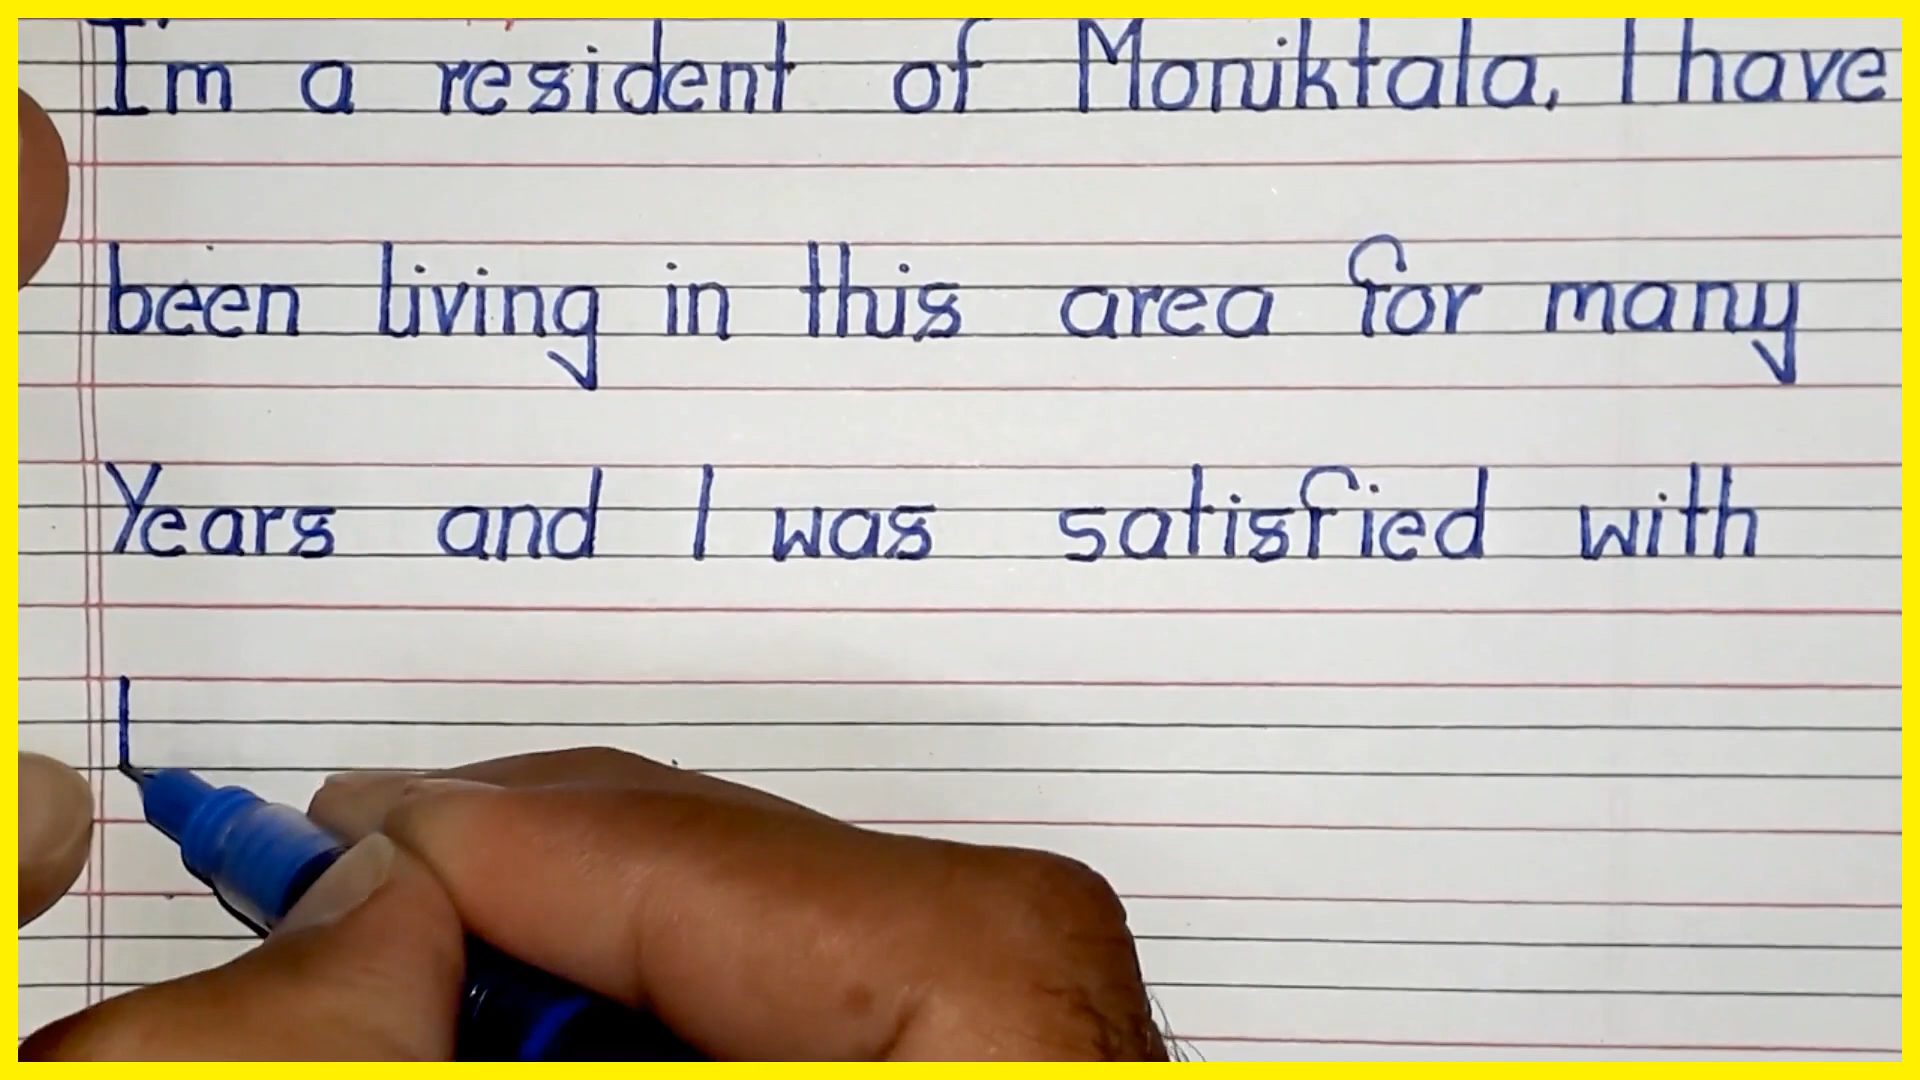 I'm a resident of Moniktala, I have
been living in this area for many
Years and I was satisfied with